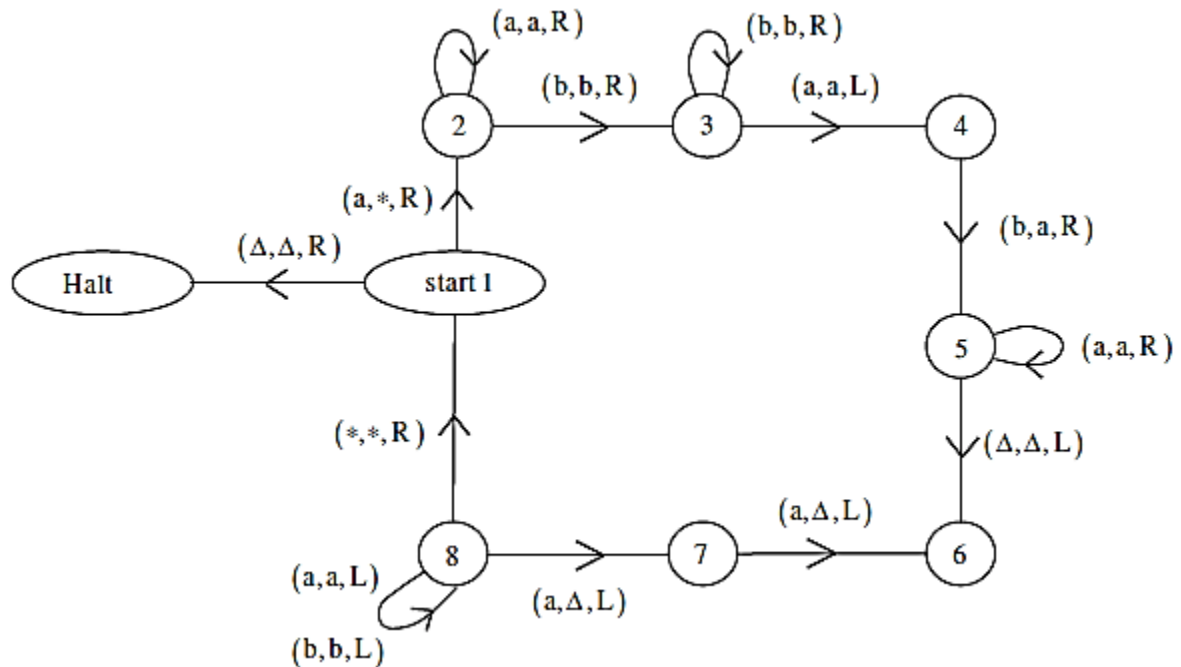 (a,a,R)
(b,b,R)
(b,b,R)
(a,a,L)
2
3
4
(a,*,R)
(b,a,R)
(Δ,Δ,R)
Halt
start 1
5
(a,a,R)
(*,*,R)
(Δ,Δ,L)
(a,Δ,L)
8
7
6
(a,a,L)
(a,Δ,L)
(b,b,L)